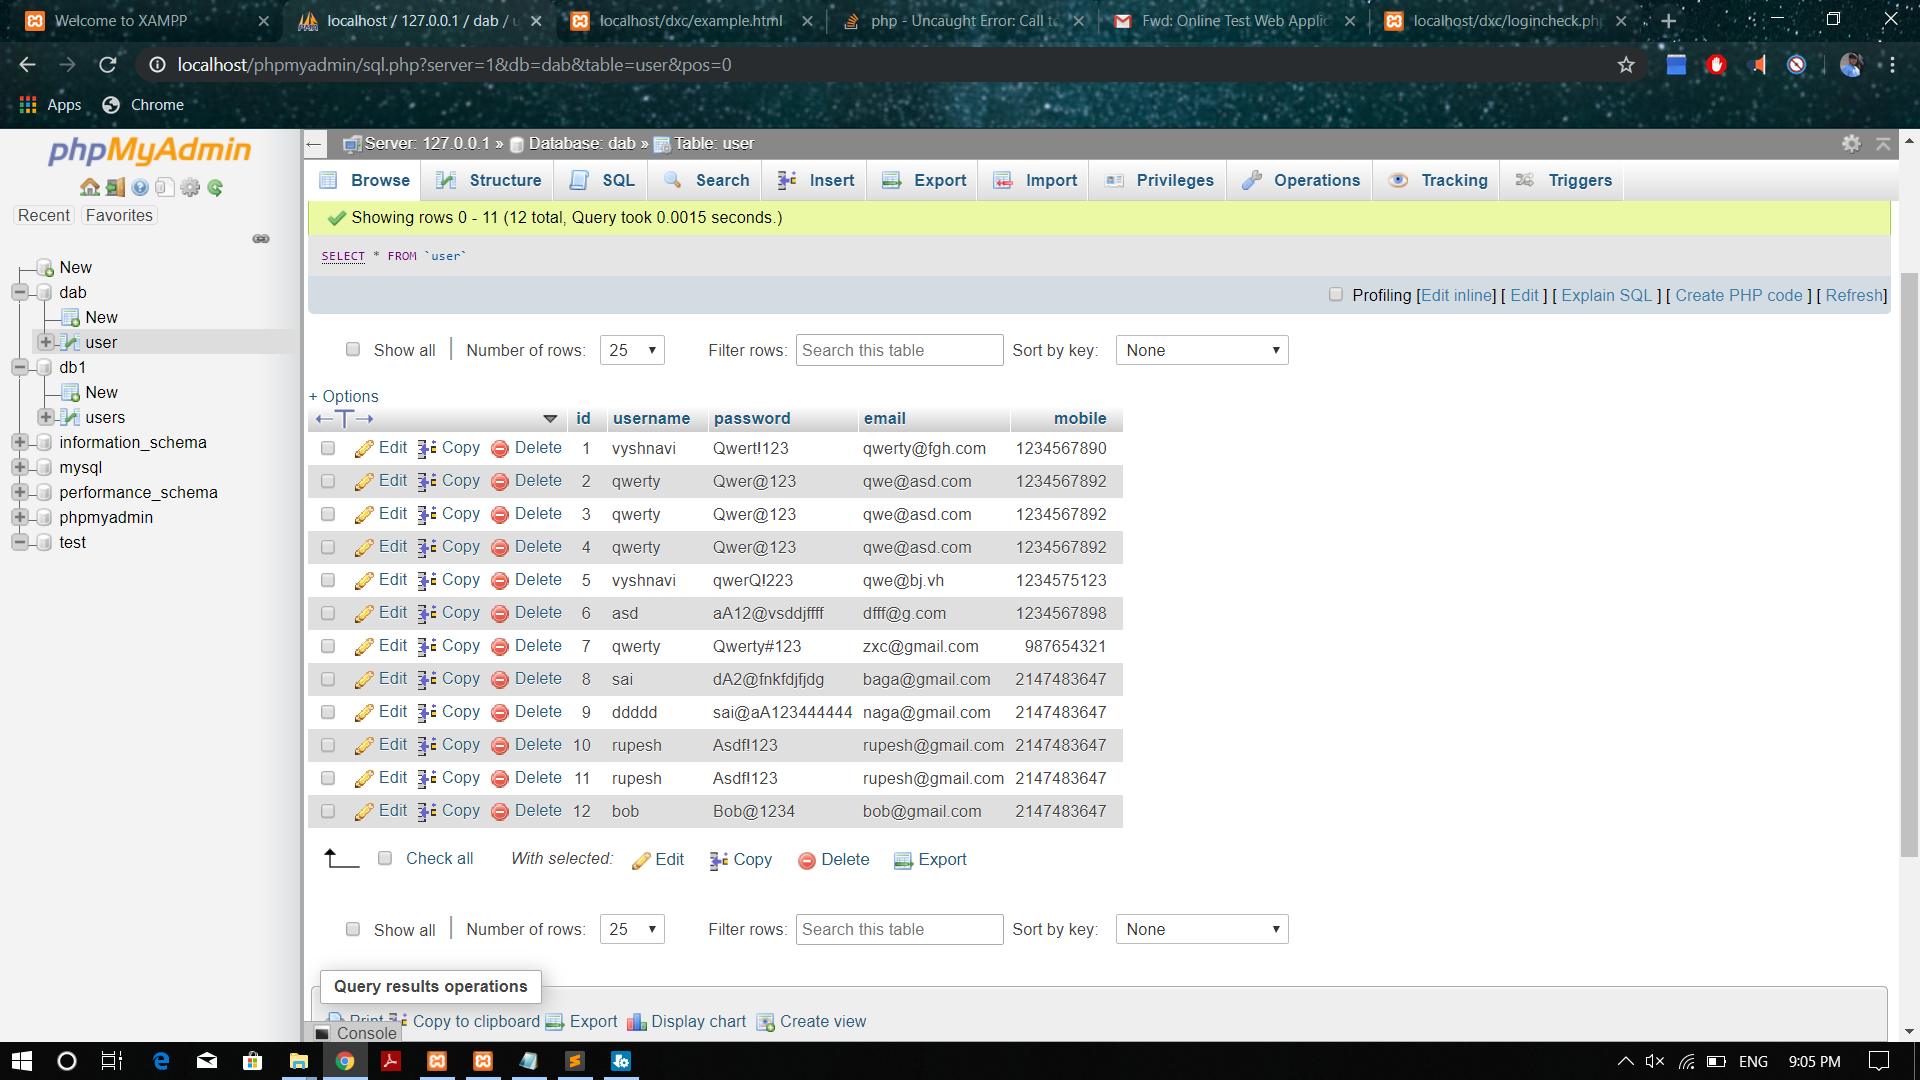 Welcome to XAMPP
localhost / 127.0.0.1 / dab / u
localhost/dxc/example.html
php - Uncaught Error: Call to
Fwd: Online Test Web Applic
localhost/dxc/logincheck.php
localhost/phpmyadmin/sql.php?server=1&db=dab&table=user&pos=0
Apps
Chrome
phpMyAdmin
Recent
Favorites
New
dab
New
user
db1
New
users
information_schema
mysql
performance_schema
phpmyadmin
test
Server: 127.0.0.1 » Database: dab » Table: user
Browse Structure SQL Search Insert Export Import Privileges Operations Tracking Triggers
Showing rows 0 - 11 (12 total, Query took 0.0015 seconds.)
SELECT * FROM `user`
Profiling [Edit inline] [ Edit ] [ Explain SQL ] [ Create PHP code ] [ Refresh]
Show all | Number of rows: 25 Filter rows: Search this table Sort by key: None
+ Options
←T→ id username password email mobile
Edit Copy Delete 1 vyshnavi Qwert!123 qwerty@fgh.com 1234567890
Edit Copy Delete 2 qwerty Qwer@123 qwe@asd.com 1234567892
Edit Copy Delete 3 qwerty Qwer@123 qwe@asd.com 1234567892
Edit Copy Delete 4 qwerty Qwer@123 qwe@asd.com 1234567892
Edit Copy Delete 5 vyshnavi qwerQ!223 qwe@bj.vh 1234575123
Edit Copy Delete 6 asd aA12@vsddjffff dfff@g.com 1234567898
Edit Copy Delete 7 qwerty Qwerty#123 zxc@gmail.com 987654321
Edit Copy Delete 8 sai dA2@fnkfdjfjdg baga@gmail.com 2147483647
Edit Copy Delete 9 ddddd sai@aA123444444 naga@gmail.com 2147483647
Edit Copy Delete 10 rupesh Asdf!123 rupesh@gmail.com 2147483647
Edit Copy Delete 11 rupesh Asdf!123 rupesh@gmail.com 2147483647
Edit Copy Delete 12 bob Bob@1234 bob@gmail.com 2147483647
Check all With selected: Edit Copy Delete Export
Show all | Number of rows: 25 Filter rows: Search this table Sort by key: None
Query results operations
Print Copy to clipboard Export Display chart Create view
Console
ENG 9:05 PM